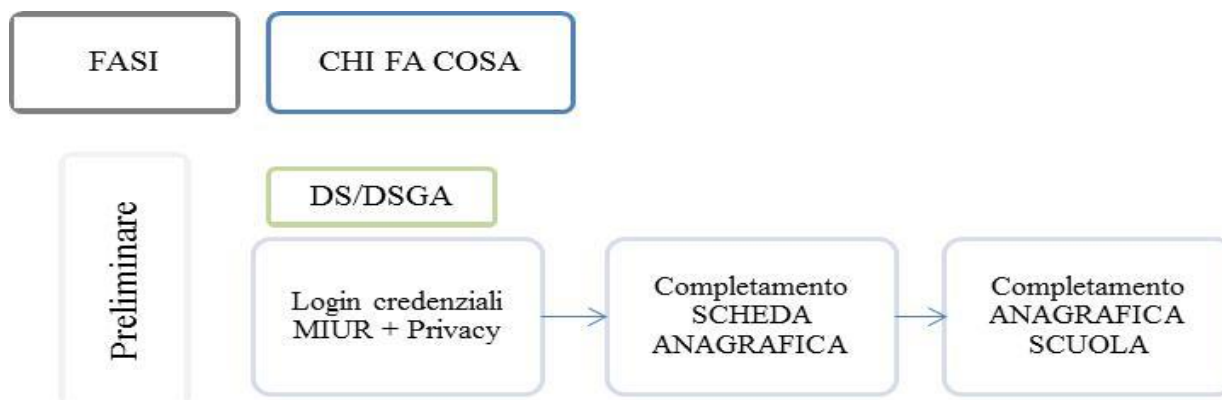 FASI
CHI FA COSA
Preliminare
DS/DSGA
Login credenziali
MIUR + Privacy
Completamento
SCHEDA
ANAGRAFICA
Completamento
ANAGRAFICA
SCUOLA